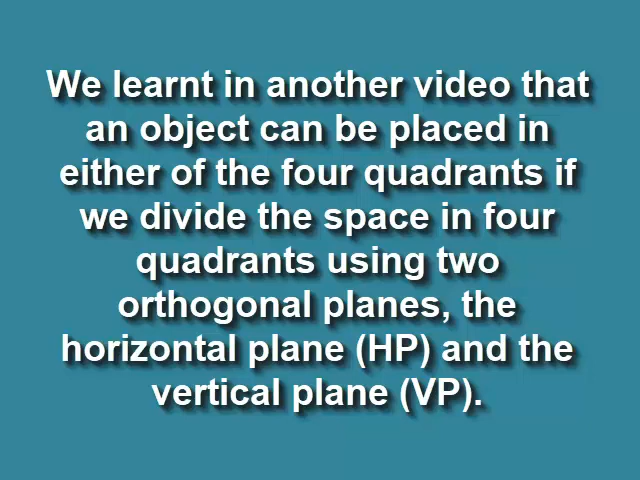 We learnt in another video that
an object can be placed in
either of the four quadrants if
we divide the space in four
quadrants using two
orthogonal planes, the
horizontal plane (HP) and the
vertical plane (VP).